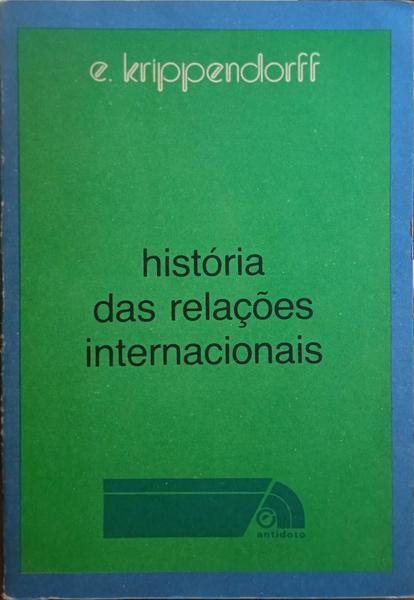 e. krippendorff
história
das relações
internacionais
antídoto